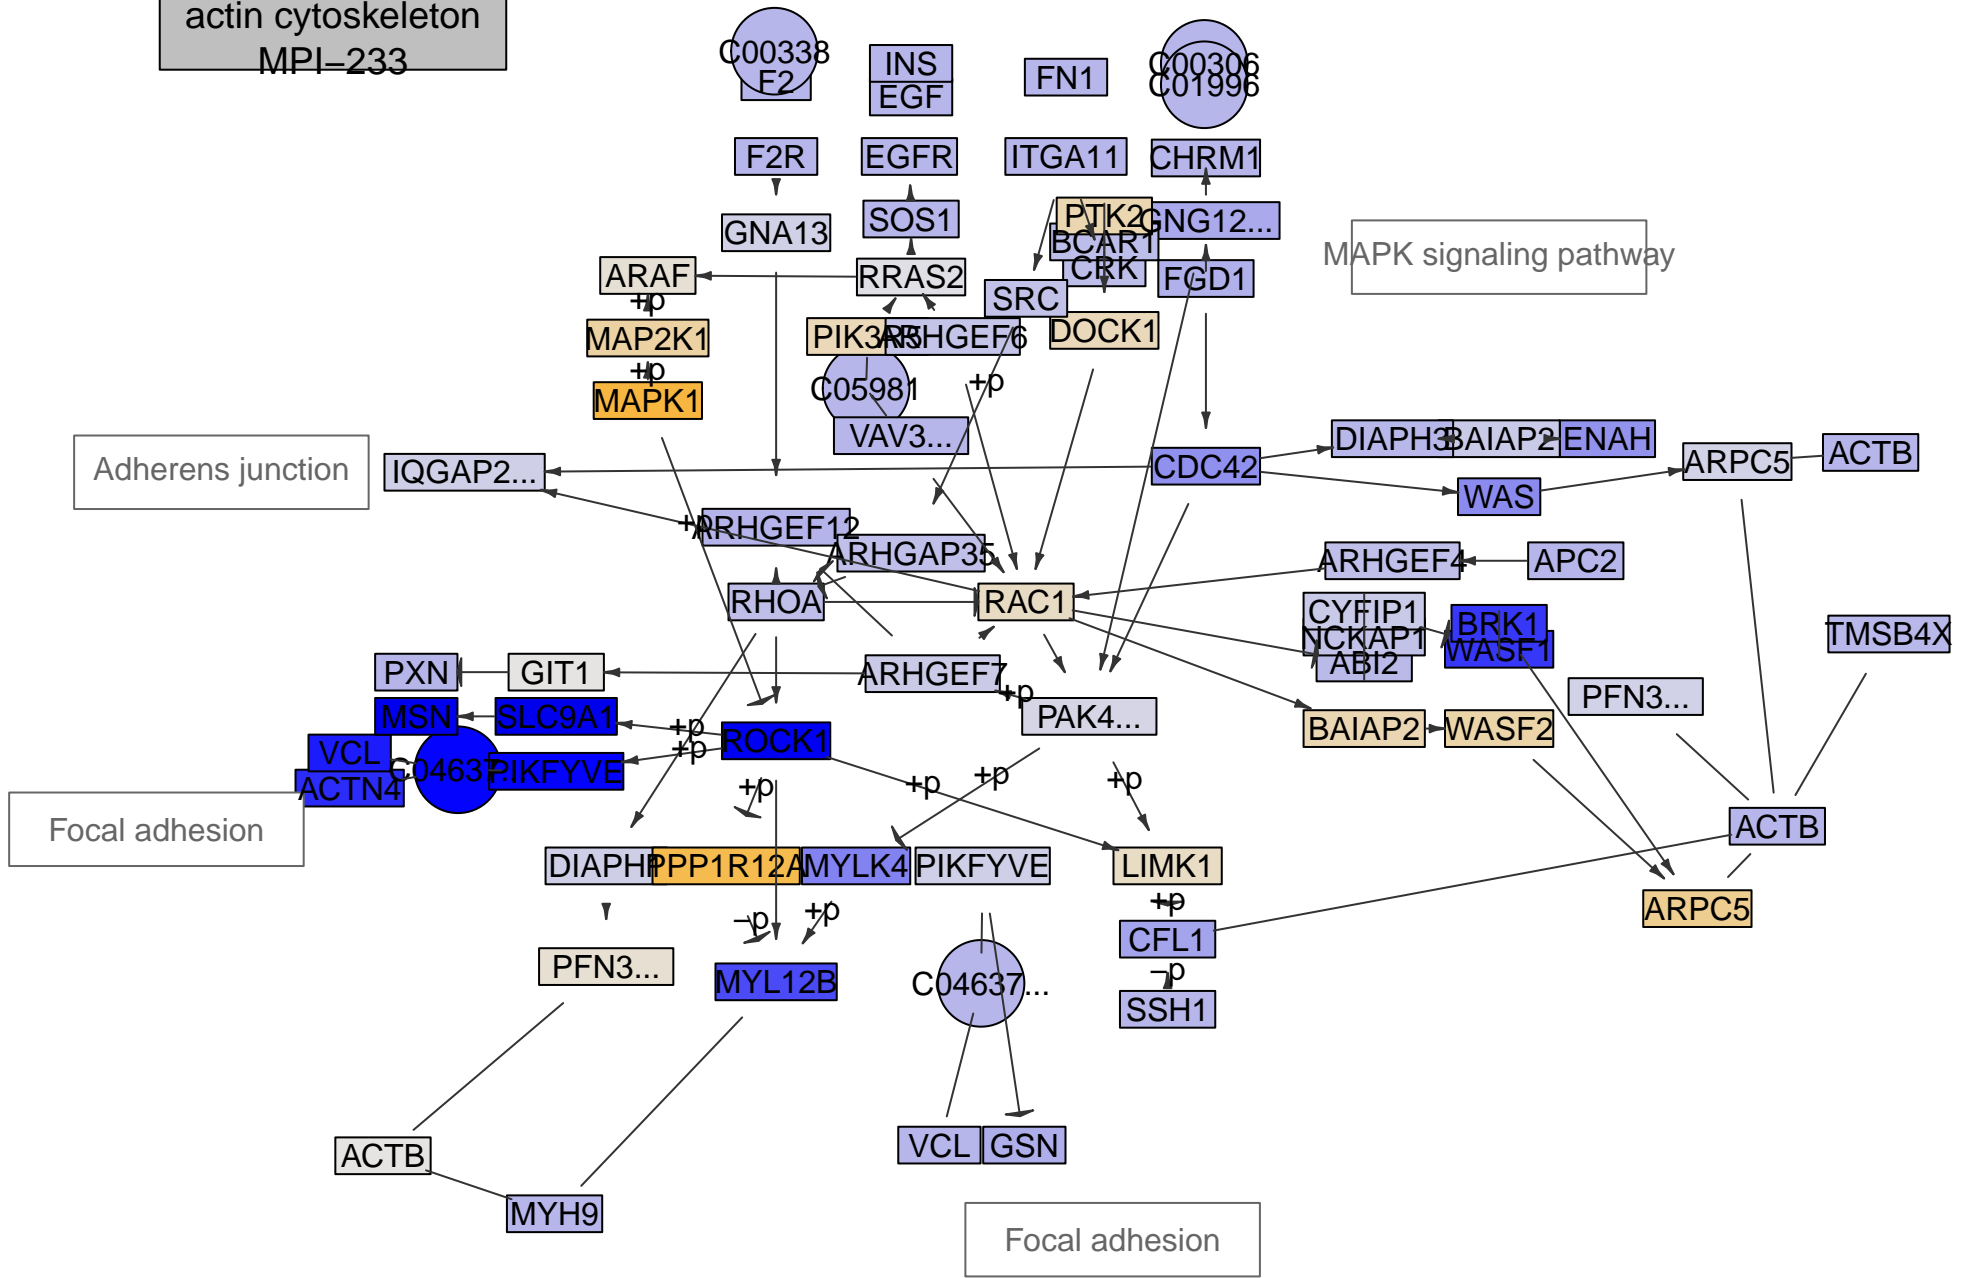 actin cytoskeleton
MPI−233
C00338
F2
INS
EGF
FN1
C00306
C01996
F2R
EGFR
ITGA11
CHRM1
GNA13
SOS1
PTK2
GNG12...
BCAR1
CRK
FGD1
MAPK signaling pathway
ARAF
RRAS2
SRC
+p
MAP2K1
PIK3R5
ARHGEF6
DOCK1
+p
MAPK1
C05981
+p
VAV3...
DIAPH3
BAIAP2
ENAH
ARPC5
ACTB
Adherens junction
IQGAP2...
CDC42
WAS
+p
ARHGEF12
ARHGAP35
ARHGEF4
APC2
RHOA
RAC1
CYFIP1
NCKAP1
ABI2
BRK1
WASF1
TMSB4X
PXN
GIT1
ARHGEF7
+p
PFN3...
MSN
SLC9A1
+p
PAK4...
BAIAP2
WASF2
VCL
C04637
PIKFYVE
+p
ROCK1
ACTN4
+p
+p
+p
+p
Focal adhesion
ACTB
DIAPH
PPP1R12A
MYLK4
PIKFYVE
LIMK1
+p
ARPC5
−p
+p
CFL1
PFN3...
MYL12B
C04637...
−p
SSH1
ACTB
VCL
GSN
MYH9
Focal adhesion